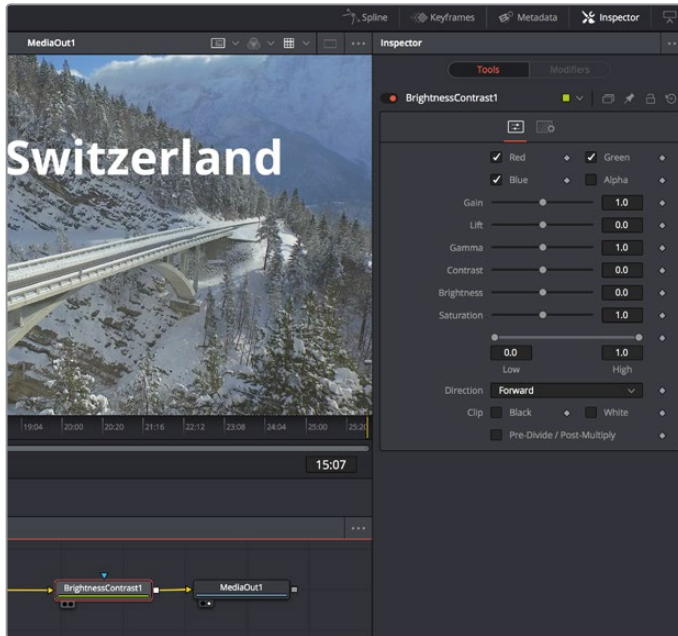 Spline Keyframes Metadata Inspector
MediaOut1
Inspector
Tools Modifiers
BrightnessContrast1
Switzerland
Red Green
Blue Alpha
Gain 1.0
Lift 0.0
Gamma 1.0
Contrast 0.0
Brightness 0.0
Saturation 1.0
0.0 1.0
Low High
Direction Forward
Clip Black White
Pre-Divide / Post-Multiply
19:04 20:00 20:20 21:16 22:12 23:08 24:04 25:00 25:20
15:07
BrightnessContrast1 MediaOut1